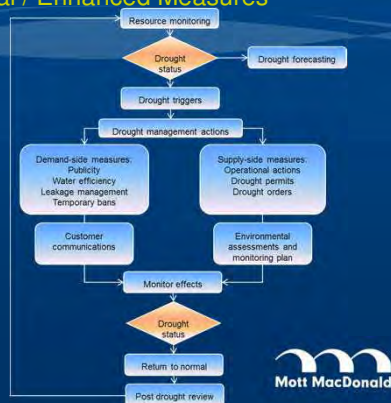 al / Enhanced Measures
Resource monitoring
Drought
status
Drought forecasting
Drought triggers
Drought management actions
Demand-side measures:
Publicity
Water efficiency
Leakage management
Temporary bans
Supply-side measures:
Operational actions
Drought permits
Drought orders
Customer
communications
Environmental
assessments and
monitoring plan
Monitor effects
Drought
status
Return to normal
Post drought review
Mott MacDonald